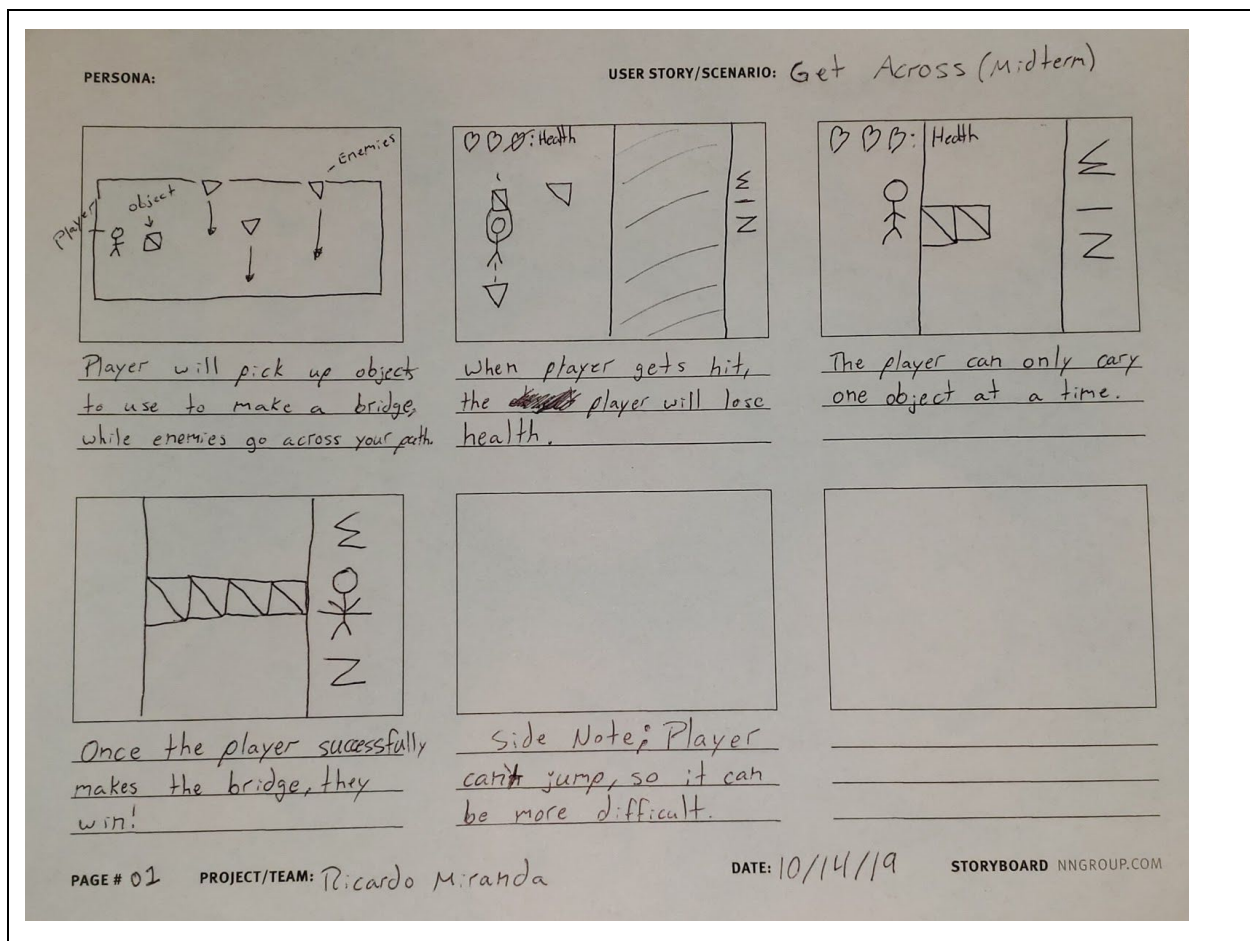 PERSONA:
USER STORY/SCENARIO: Get Across (Midterm)
Enemies
object
Player
Player will pick up object
to use to make a bridge,
while enemies go across your path.
: Health
WIN
When player gets hit,
the player will lose
health.
: Health
WIN
The player can only cary
one object at a time.
W
N
Once the player successfully
makes the bridge, they
win!
Side Note: Player
can't jump, so it can
be more difficult.
PAGE # 01
PROJECT/TEAM: Ricardo Miranda
DATE: 10/14/19
STORYBOARD NNGROUP.COM